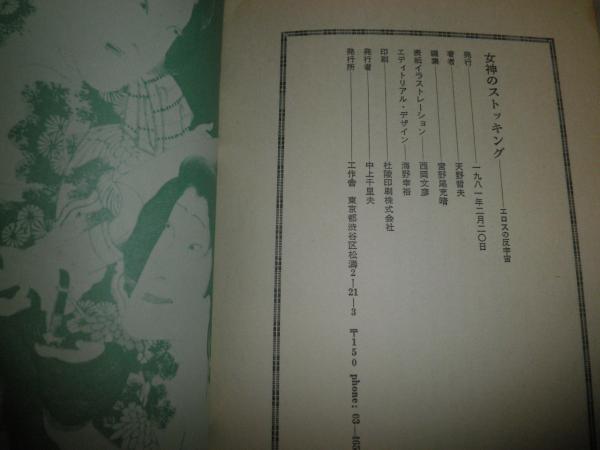 女神のストッキング——エロスの反宇宙
発行——一九八一年二月二〇日
著者——天野哲夫
編集——宮野尾充晴
表紙イラストレーション——西岡文彦
エディトリアル・デザイン——海野幸裕
印刷——杜陵印刷株式会社
発行者——中上千里夫
発行所——工作舎 東京都渋谷区松濤2—21—3 〒150 phone: 03—465